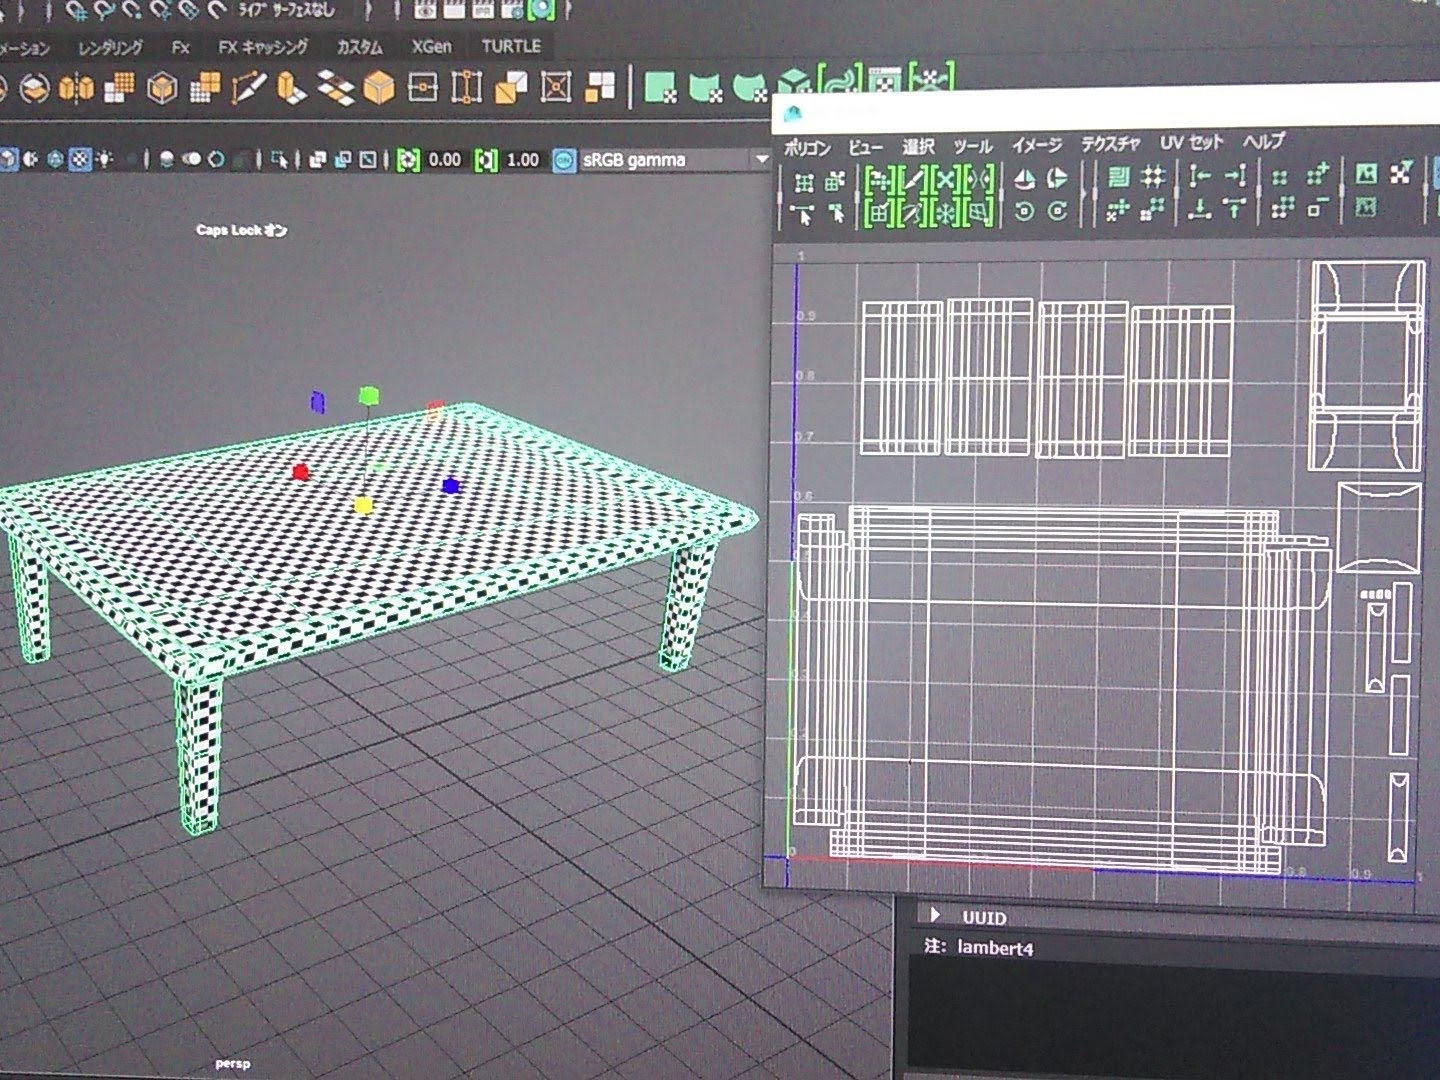 ライブ サーフェスなし
メーション レンダリング Fx FX キャッシング カスタム XGen TURTLE
0.00 1.00 ON sRGB gamma
Caps Lock オン
ポリゴン ビュー 選択 ツール イメージ テクスチャ UV セット ヘルプ
1
0.9
0.8
0.7
0.6
0 0.8 0.9 1
UUID
注: lambert4
persp